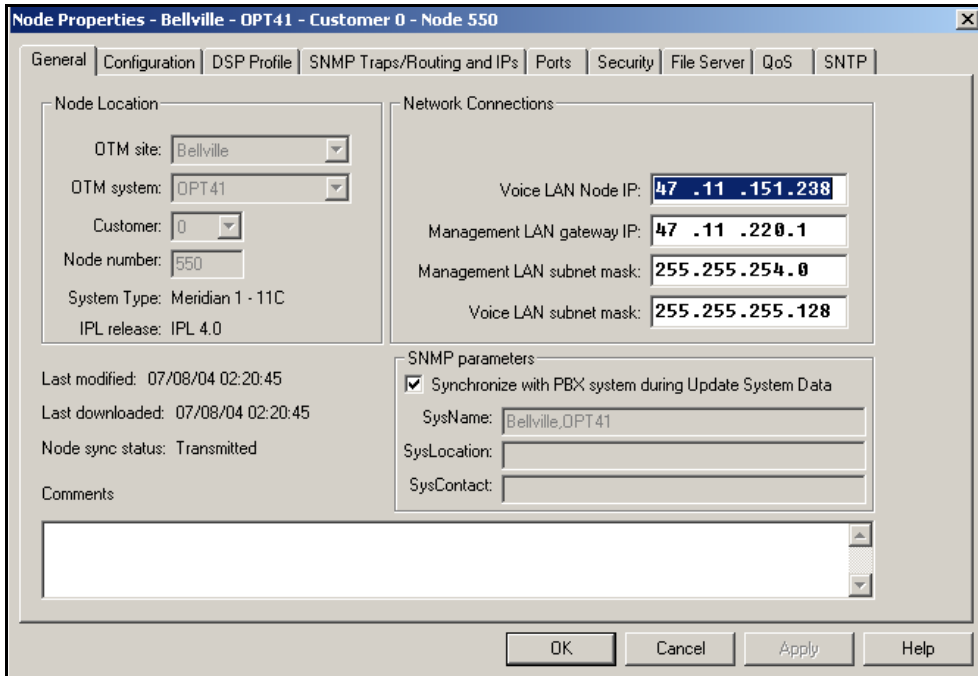 Node Properties - Bellville - OPT41 - Customer 0 - Node 550
General Configuration DSP Profile SNMP Traps/Routing and IPs Ports Security File Server QoS SNTP
Node Location
OTM site: Bellville
OTM system: OPT41
Customer: 0
Node number: 550
System Type: Meridian 1 - 11C
IPL release: IPL 4.0
Network Connections
Voice LAN Node IP: 47 .11 .151.238
Management LAN gateway IP: 47 .11 .220.1
Management LAN subnet mask: 255.255.254.0
Voice LAN subnet mask: 255.255.255.128
Last modified: 07/08/04 02:20:45
Last downloaded: 07/08/04 02:20:45
Node sync status: Transmitted
SNMP parameters
Synchronize with PBX system during Update System Data
SysName: Bellville,OPT41
SysLocation:
SysContact:
Comments
OK Cancel Apply Help